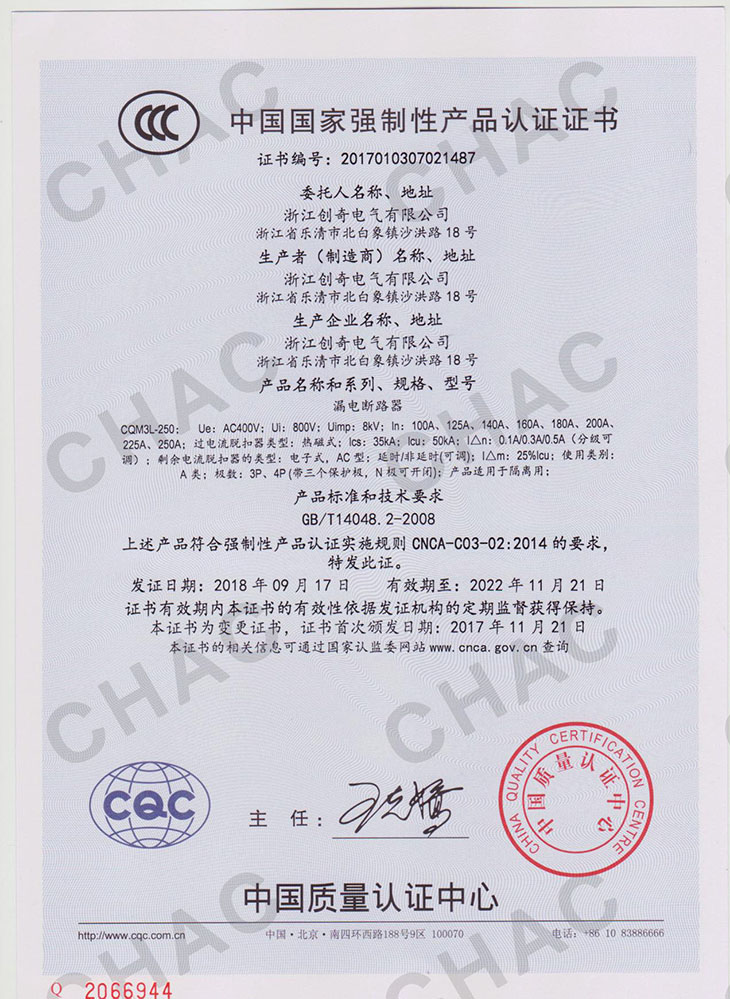 CCC
中国国家强制性产品认证证书
证书编号：2017010307021487
委托人名称、地址
浙江创奇电气有限公司
浙江省乐清市北白象镇沙洪路18号
生产者（制造商）名称、地址
浙江创奇电气有限公司
浙江省乐清市北白象镇沙洪路18号
生产企业名称、地址
浙江创奇电气有限公司
浙江省乐清市北白象镇沙洪路18号
产品名称和系列、规格、型号
漏电断路器
CQM3L-250； Ue：AC400V；Ui：800V；Uimp：8kV；In：100A、125A、140A、160A、180A、200A、
225A、250A；过电流脱扣器类型：热磁式；Ics：35kA；Icu：50kA；I△n：0.1A/0.3A/0.5A（分级可
调）；剩余电流脱扣器的类型：电子式，AC型；延时/非延时(可调)；I△m：25%Icu；使用类别：
A类；极数：3P、4P(带三个保护极，N极可开闭)；产品适用于隔离用；
产品标准和技术要求
GB/T14048.2-2008
上述产品符合强制性产品认证实施规则 CNCA-C03-02:2014 的要求，
特发此证。
发证日期：2018年09月17日 有效期至：2022年11月21日
证书有效期内本证书的有效性依据发证机构的定期监督获得保持。
本证书为变更证书，证书首次颁发日期：2017年11月21日
本证书的相关信息可通过国家认监委网站www.cnca.gov.cn查询
CQC
主 任：
CHINA QUALITY CERTIFICATION CENTRE
中国质量认证中心
中国质量认证中心
http://www.cqc.com.cn
中国·北京·南四环西路188号9区 100070
电话：+86 10 83886666
Q 2066944
CHAC
CHAC
CHAC
CHAC
CHAC
CHAC
CHAC
CHAC